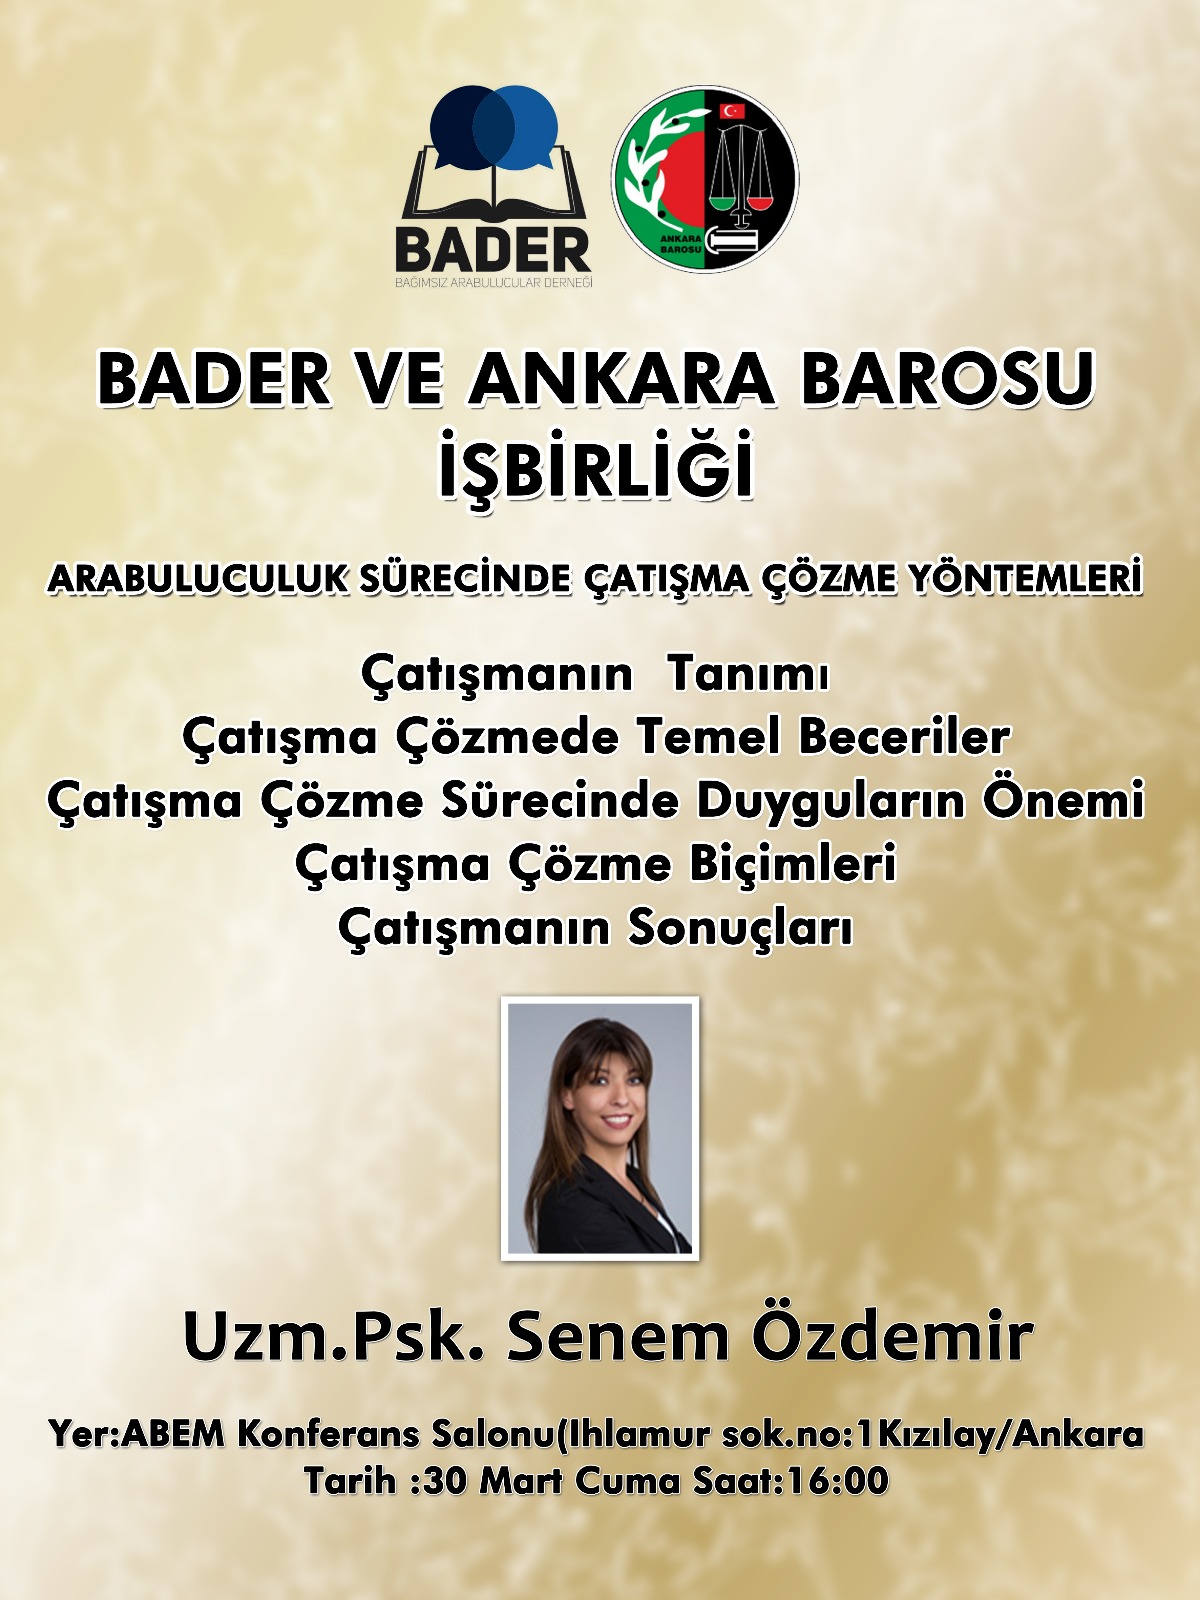 BADER
BAĞIMSIZ ARABULUCULAR DERNEĞİ
ANKARA
BAROSU
BADER VE ANKARA BAROSU
İŞBİRLİĞİ
ARABULUCULUK SÜRECİNDE ÇATIŞMA ÇÖZME YÖNTEMLERİ
Çatışmanın Tanımı
Çatışma Çözmede Temel Beceriler
Çatışma Çözme Sürecinde Duyguların Önemi
Çatışma Çözme Biçimleri
Çatışmanın Sonuçları
Uzm.Psk. Senem Özdemir
Yer:ABEM Konferans Salonu(Ihlamur sok.no:1Kızılay/Ankara
Tarih :30 Mart Cuma Saat:16:00